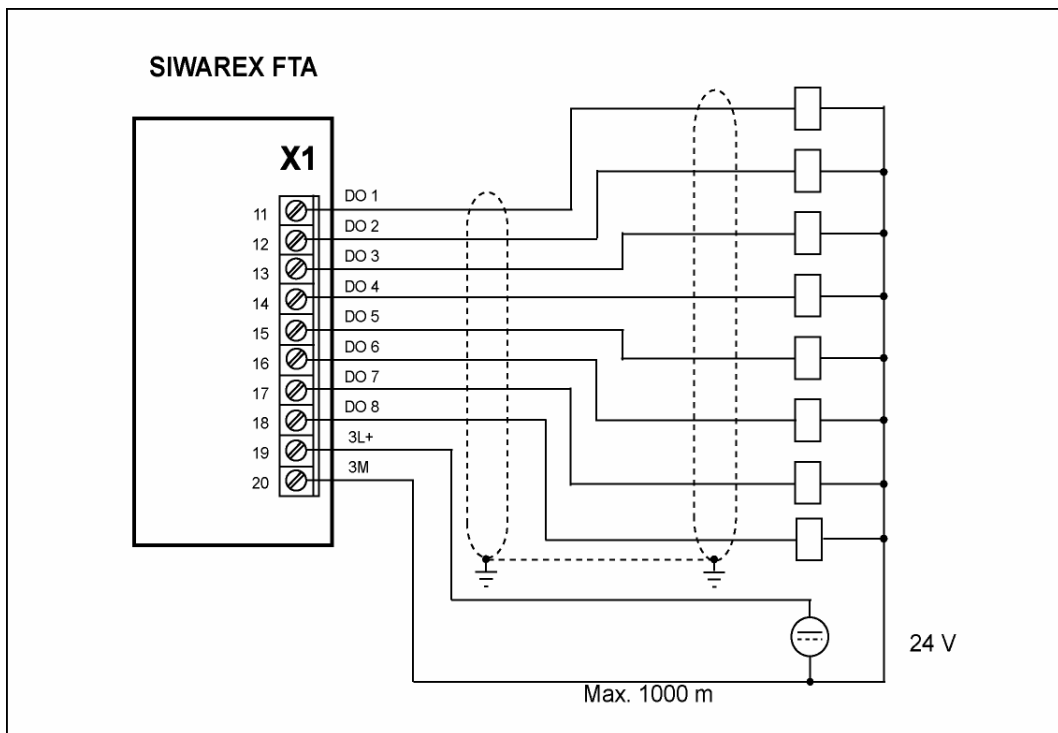 SIWAREX FTA
X1
11 DO 1
12 DO 2
13 DO 3
14 DO 4
15 DO 5
16 DO 6
17 DO 7
18 DO 8
19 3L+
20 3M
24 V
Max. 1000 m